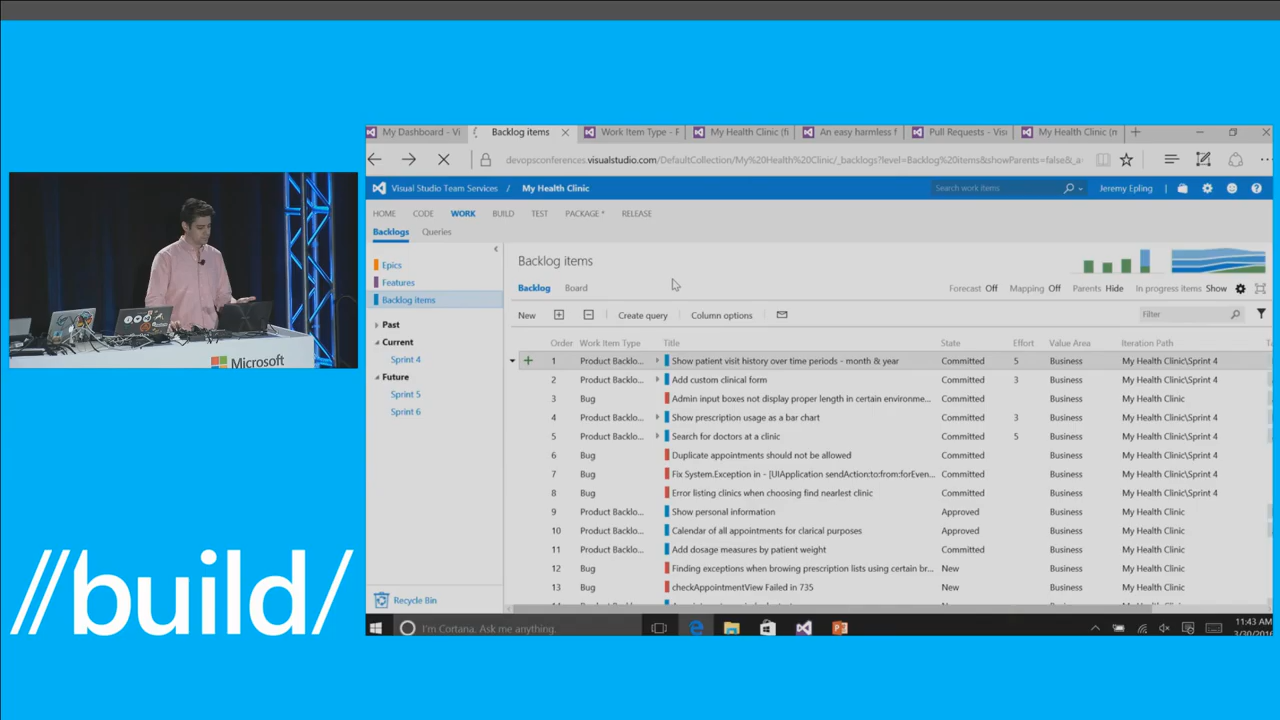 My Dashboard - Vi
Backlog items
Work Item Type - F
My Health Clinic (fi
An easy harmless f
Pull Requests - Visu
My Health Clinic (m
devopsconferences.visualstudio.com/DefaultCollection/My%20Health%20Clinic/_backlogs?level=Backlog%20items&showParents=false&_a
Visual Studio Team Services / My Health Clinic
Search work items
Jeremy Epling
HOME CODE WORK BUILD TEST PACKAGE* RELEASE
Backlogs Queries
Epics
Features
Backlog items
Past
Current
Sprint 4
Future
Sprint 5
Sprint 6
Recycle Bin
Backlog items
Backlog Board
Forecast Off Mapping Off Parents Hide In progress items Show
New Create query Column options
Filter
Order Work Item Type Title State Effort Value Area Iteration Path
1 Product Backlo... Show patient visit history over time periods - month & year Committed 5 Business My Health Clinic\Sprint 4
2 Product Backlo... Add custom clinical form Committed 3 Business My Health Clinic\Sprint 4
3 Bug Admin input boxes not display proper length in certain environme... Committed Business My Health Clinic
4 Product Backlo... Show prescription usage as a bar chart Committed 3 Business My Health Clinic\Sprint 4
5 Product Backlo... Search for doctors at a clinic Committed 5 Business My Health Clinic\Sprint 4
6 Bug Duplicate appointments should not be allowed Committed Business My Health Clinic\Sprint 4
7 Bug Fix System.Exception in - [UIApplication sendAction:to:from:forEven... Committed Business My Health Clinic\Sprint 4
8 Bug Error listing clinics when choosing find nearest clinic Committed Business My Health Clinic\Sprint 4
9 Product Backlo... Show personal information Approved Business My Health Clinic
10 Product Backlo... Calendar of all appointments for clarical purposes Approved Business My Health Clinic
11 Product Backlo... Add dosage measures by patient weight Committed Business My Health Clinic
12 Bug Finding exceptions when browsing prescription lists using certain br... New Business My Health Clinic
13 Bug checkAppointmentView Failed in 735 New Business My Health Clinic
I'm Cortana. Ask me anything.
11:43 AM
3/30/2016
Microsoft
//build/